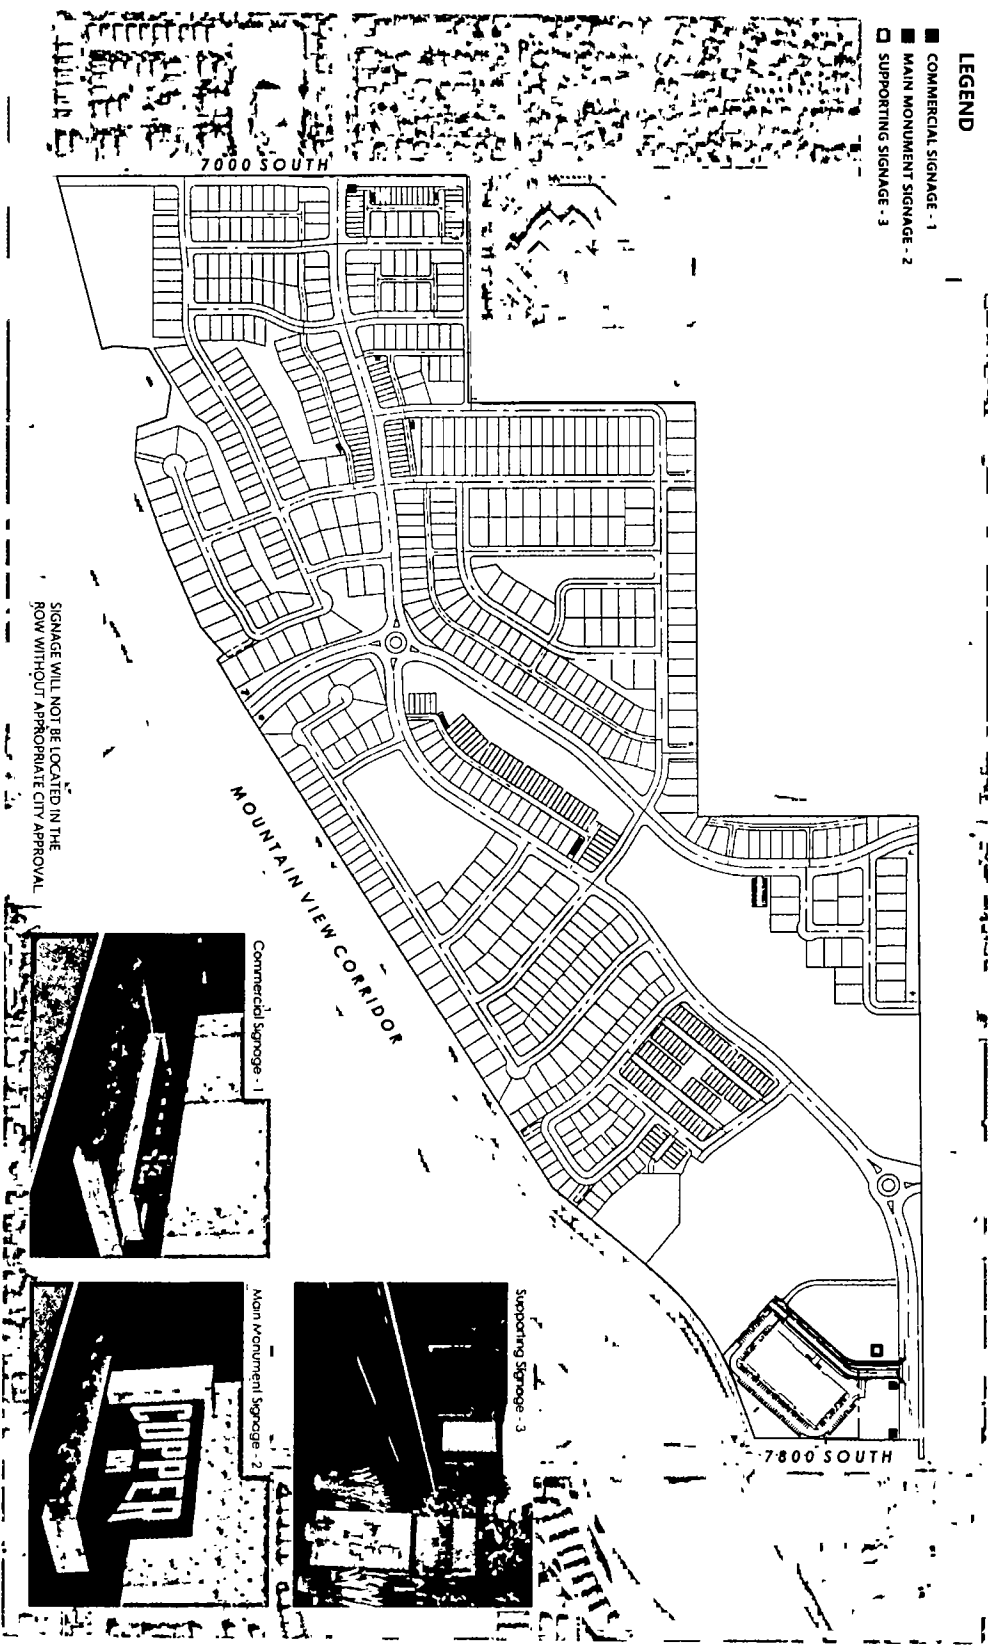 LEGEND
COMMERCIAL SIGNAGE - 1
MAIN MONUMENT SIGNAGE - 2
SUPPORTING SIGNAGE - 3
7000 SOUTH
MOUNTAIN VIEW CORRIDOR
7800 SOUTH
SIGNAGE WILL NOT BE LOCATED IN THE
ROW WITHOUT APPROPRIATE CITY APPROVAL
Commercial Signage - 1
Main Monument Signage - 2
COPPER
Supporting Signage - 3